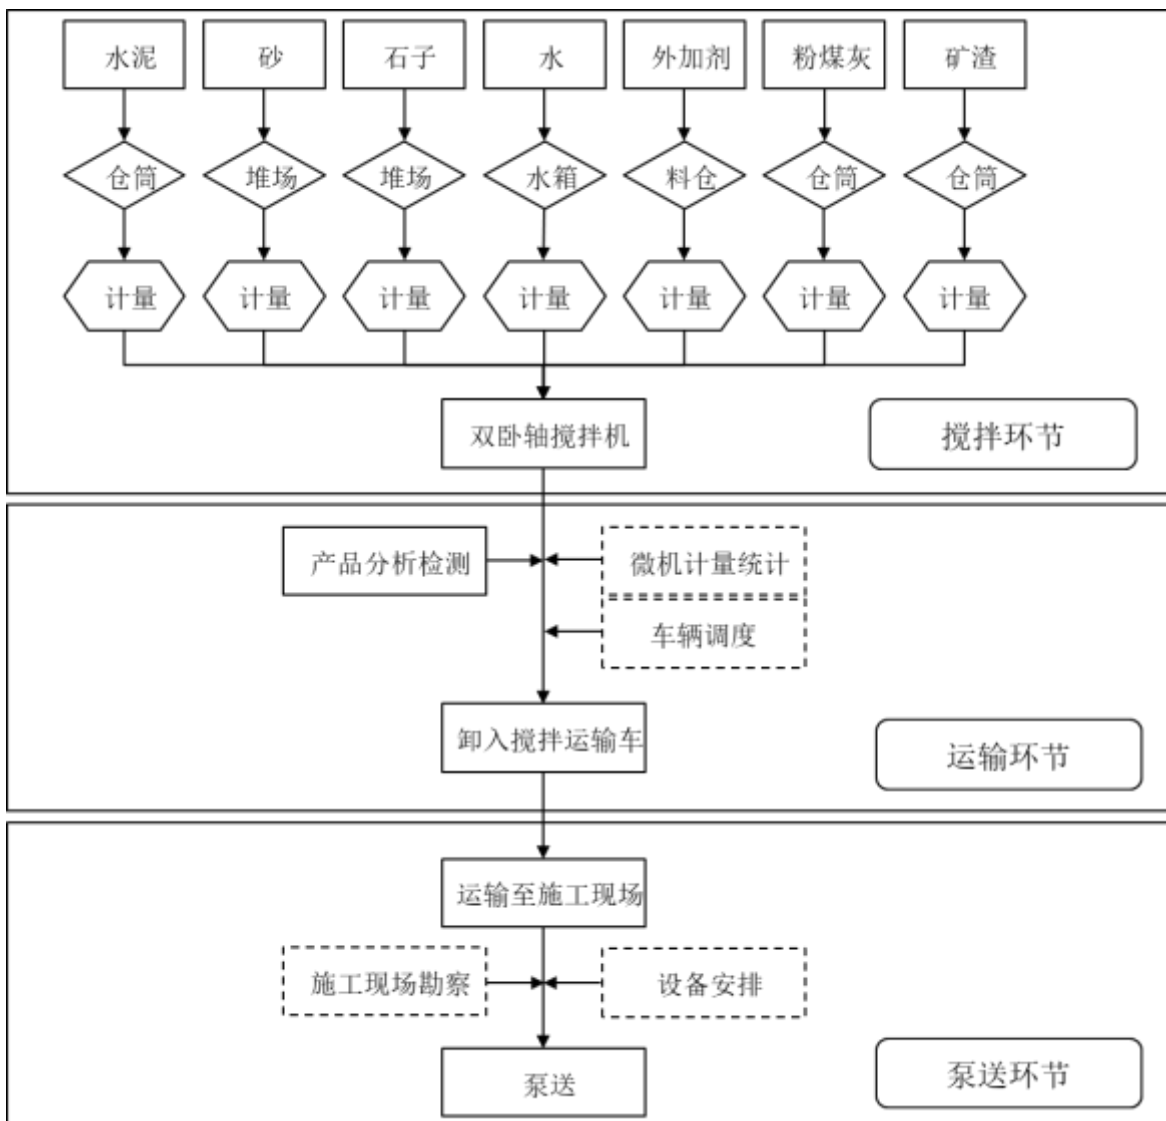 水泥 砂 石子 水 外加剂 粉煤灰 矿渣
仓筒 堆场 堆场 水箱 料仓 仓筒 仓筒
计量 计量 计量 计量 计量 计量 计量
双卧轴搅拌机
搅拌环节
产品分析检测 微机计量统计
车辆调度
卸入搅拌运输车
运输环节
运输至施工现场
施工现场勘察 设备安排
泵送
泵送环节